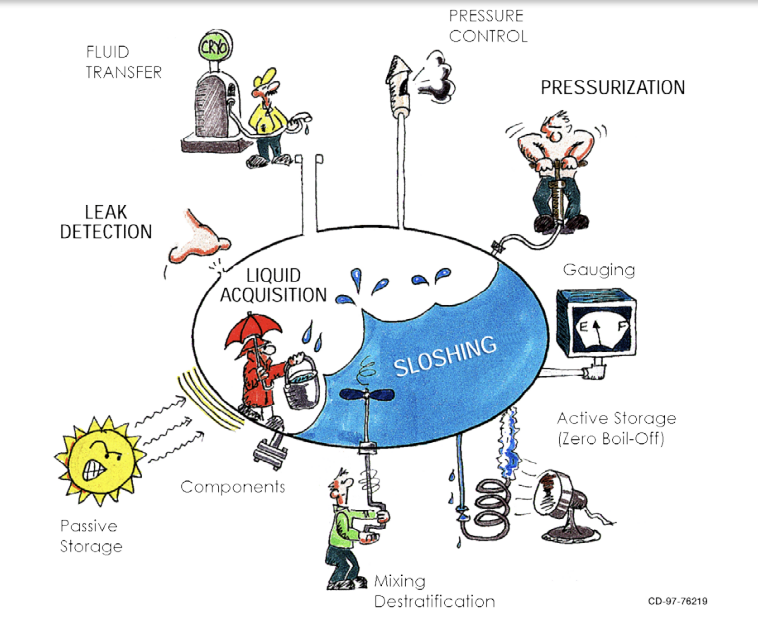 PRESSURE
CONTROL
FLUID
TRANSFER
CRYO
PRESSURIZATION
LEAK
DETECTION
LIQUID
ACQUISITION
Gauging
E F
SLOSHING
Active Storage
(Zero Boil-Off)
Components
Passive
Storage
Mixing
Destratification
CD-97-76219